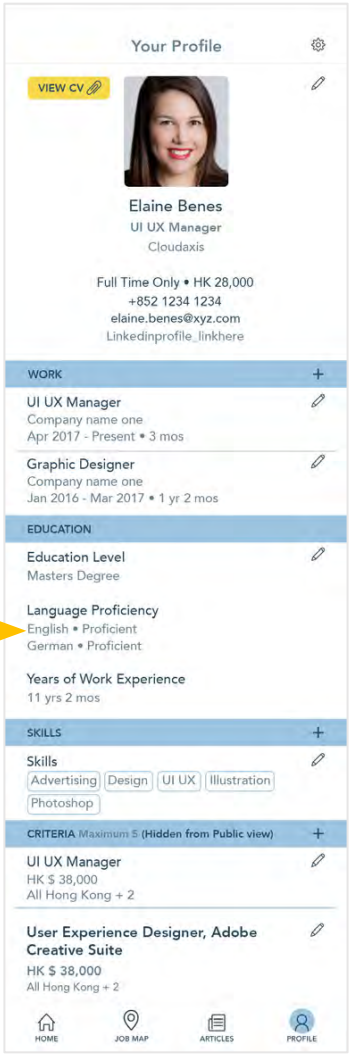 Your Profile
VIEW CV
Elaine Benes
UI UX Manager
Cloudaxis
Full Time Only • HK 28,000
+852 1234 1234
elaine.benes@xyz.com
Linkedinprofile_linkhere
WORK +
UI UX Manager
Company name one
Apr 2017 - Present • 3 mos
Graphic Designer
Company name one
Jan 2016 - Mar 2017 • 1 yr 2 mos
EDUCATION
Education Level
Masters Degree
Language Proficiency
English • Proficient
German • Proficient
Years of Work Experience
11 yrs 2 mos
SKILLS +
Skills
Advertising Design UI UX Illustration
Photoshop
CRITERIA Maximum 5 (Hidden from Public view) +
UI UX Manager
HK $ 38,000
All Hong Kong + 2
User Experience Designer, Adobe
Creative Suite
HK $ 38,000
All Hong Kong + 2
HOME JOB MAP ARTICLES PROFILE